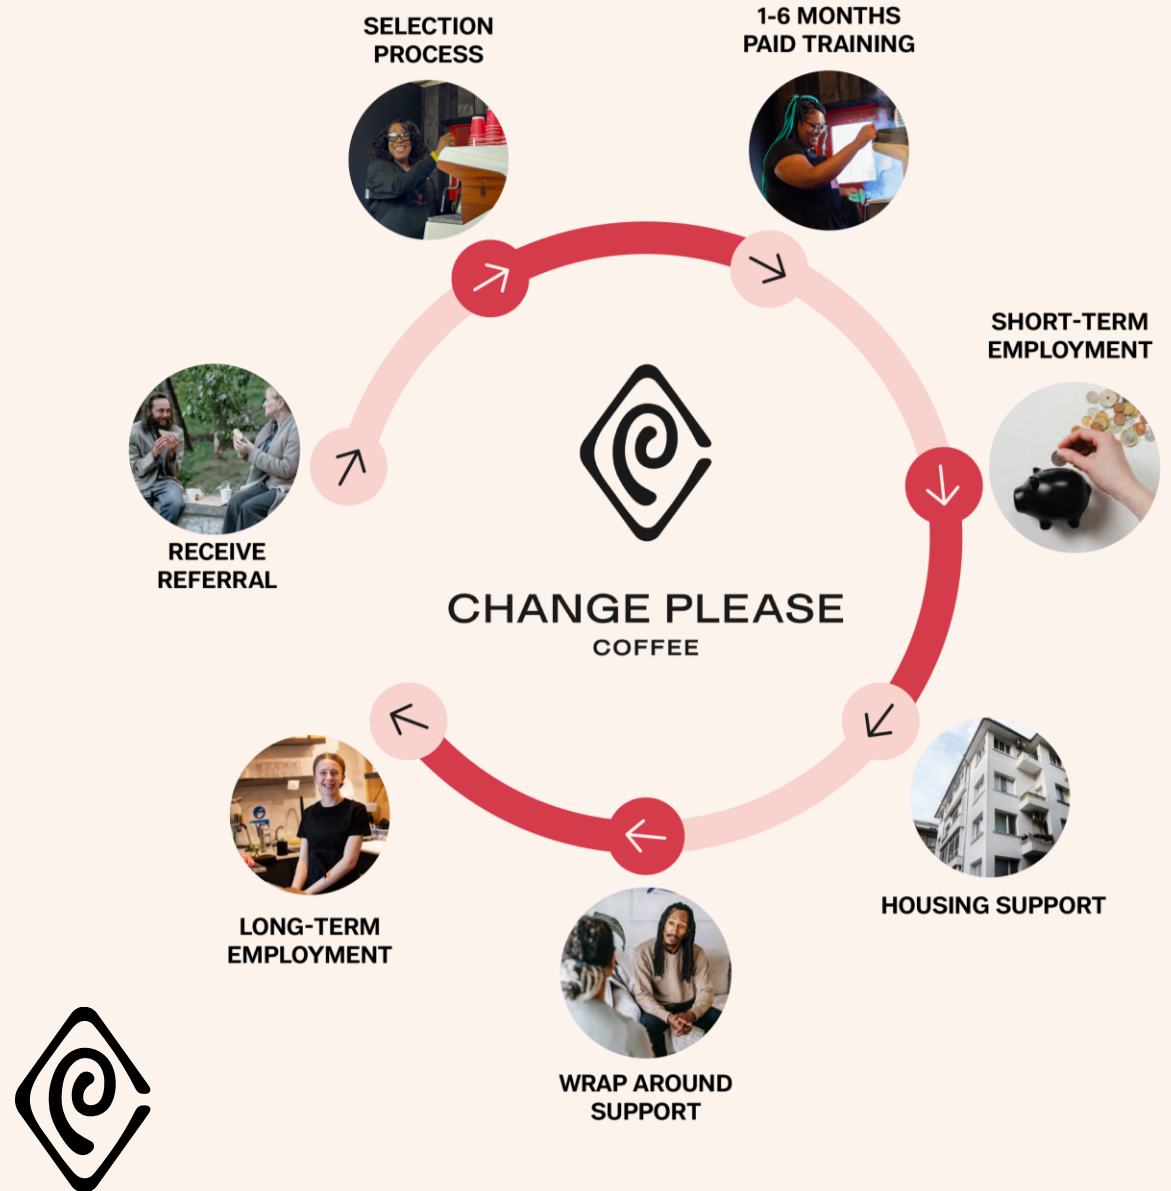 SELECTION
PROCESS
1-6 MONTHS
PAID TRAINING
SHORT-TERM
EMPLOYMENT
RECEIVE
REFERRAL
CHANGE PLEASE
COFFEE
HOUSING SUPPORT
LONG-TERM
EMPLOYMENT
WRAP AROUND
SUPPORT